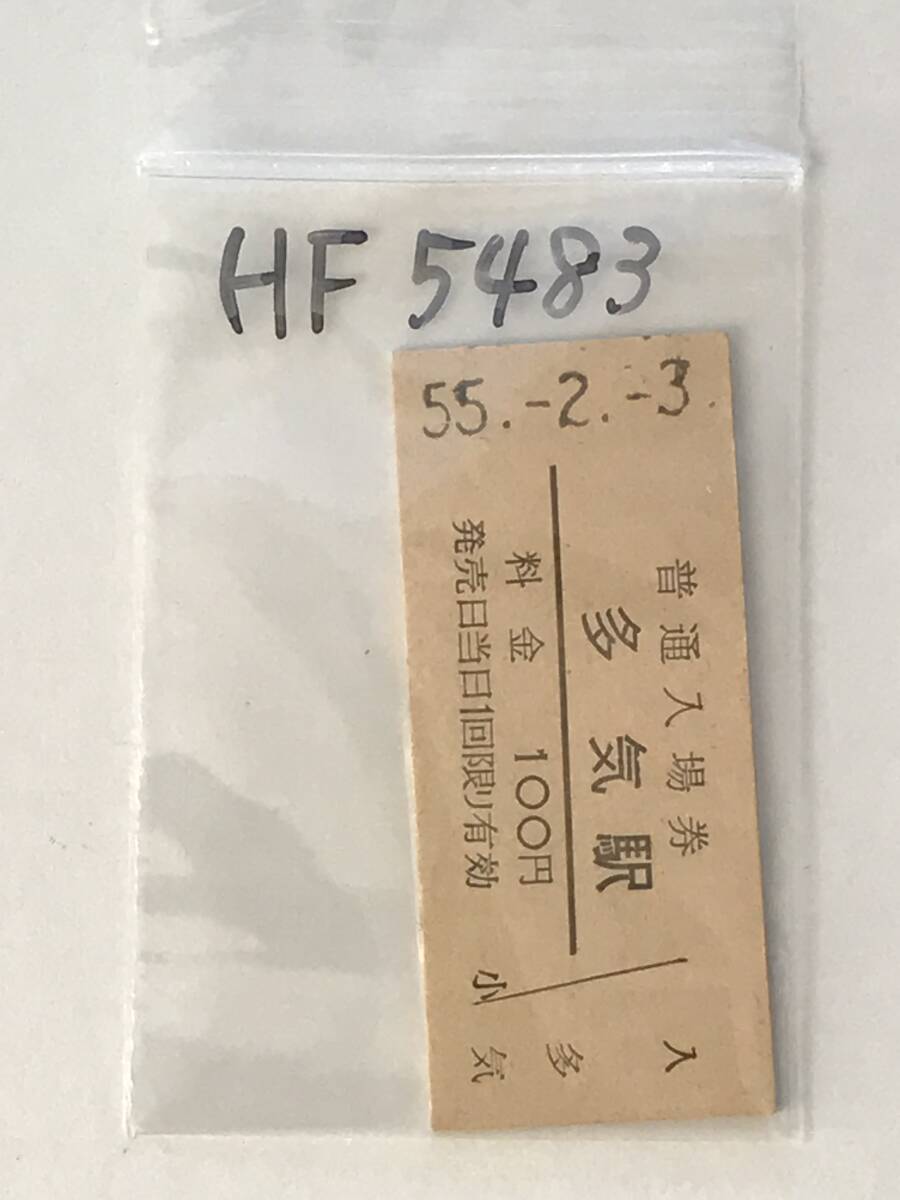 HF 5483
55.-2.-3.
普通入場券
多気駅
料金 100円
発売日当日1回限り有効
小
入
多
気